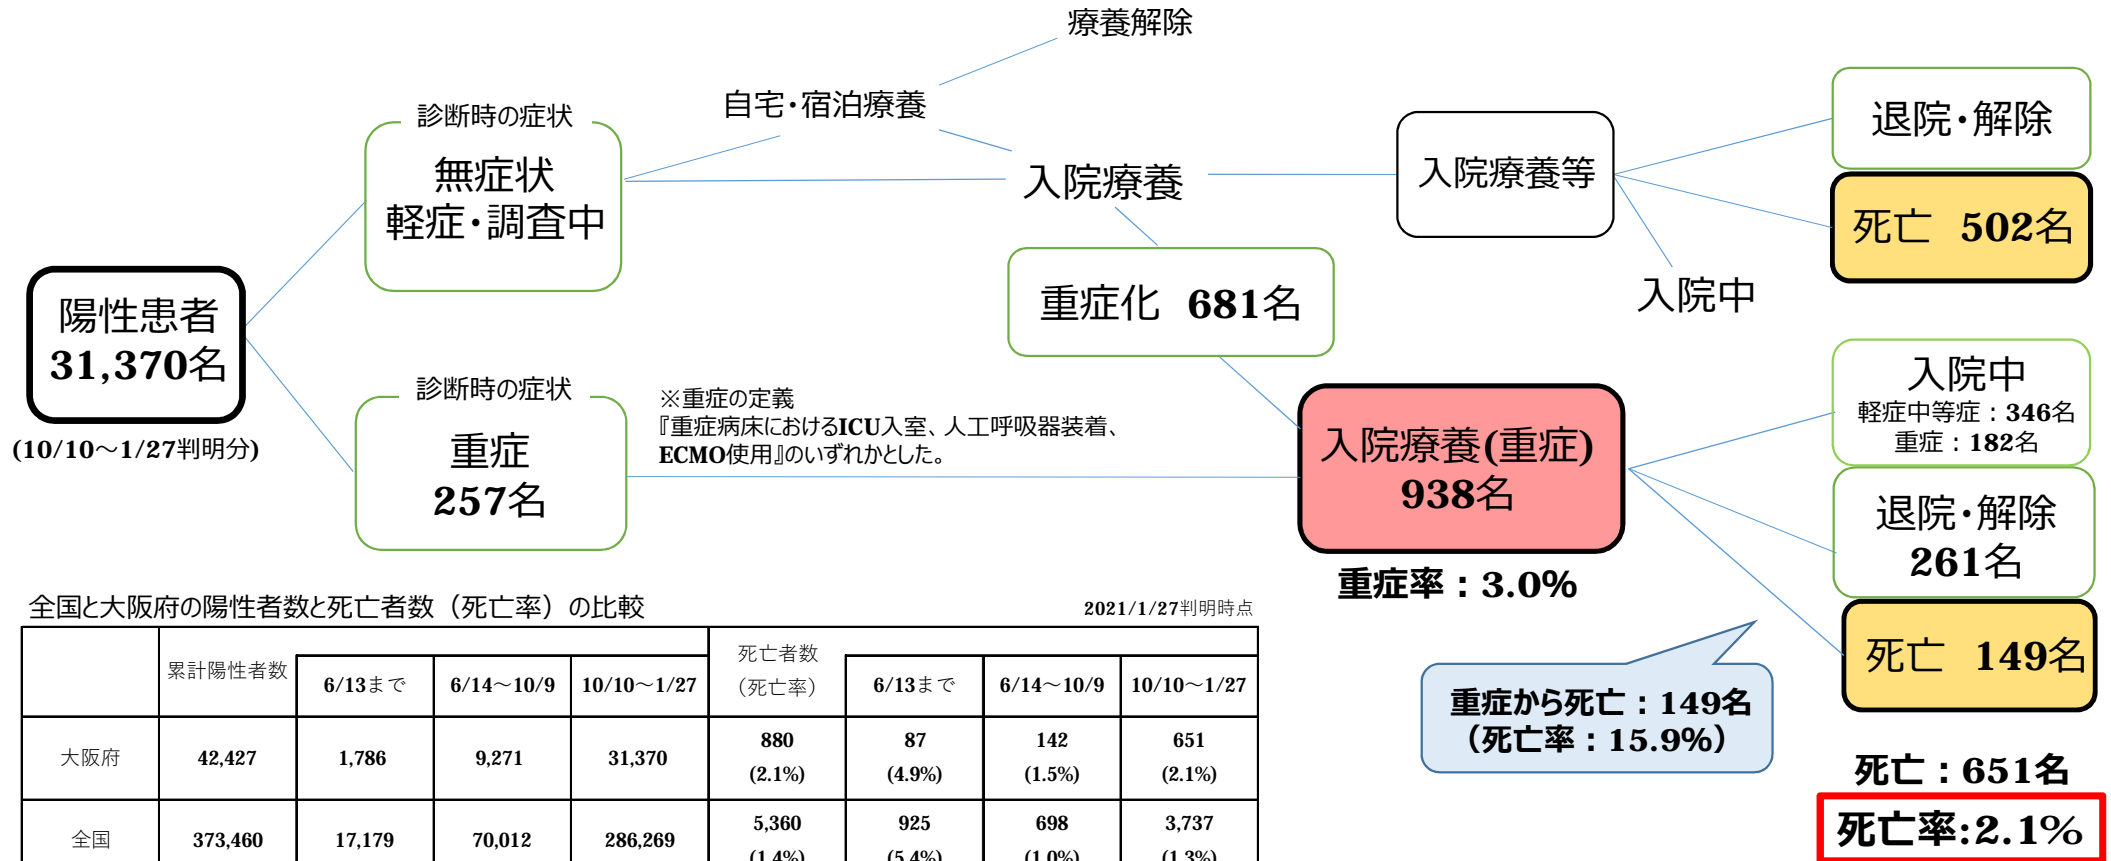 療養解除
自宅・宿泊療養
診断時の症状
無症状
軽症・調査中
入院療養
入院療養等
退院・解除
死亡 502名
入院中
陽性患者
31,370名
(10/10～1/27判明分)
重症化 681名
診断時の症状
重症
257名
※重症の定義
『重症病床におけるICU入室、人工呼吸器装着、
ECMO使用』のいずれかとした。
入院療養(重症)
938名
重症率：3.0%
入院中
軽症中等症：346名
重症：182名
退院・解除
261名
死亡 149名
重症から死亡：149名
（死亡率：15.9%）
死亡：651名
死亡率:2.1%
全国と大阪府の陽性者数と死亡者数（死亡率）の比較 2021/1/27判明時点
累計陽性者数 6/13まで 6/14～10/9 10/10～1/27 死亡者数（死亡率） 6/13まで 6/14～10/9 10/10～1/27
大阪府 42,427 1,786 9,271 31,370 880 87 142 651
(2.1%) (4.9%) (1.5%) (2.1%)
全国 373,460 17,179 70,012 286,269 5,360 925 698 3,737
(1.4%) (5.4%) (1.0%) (1.3%)